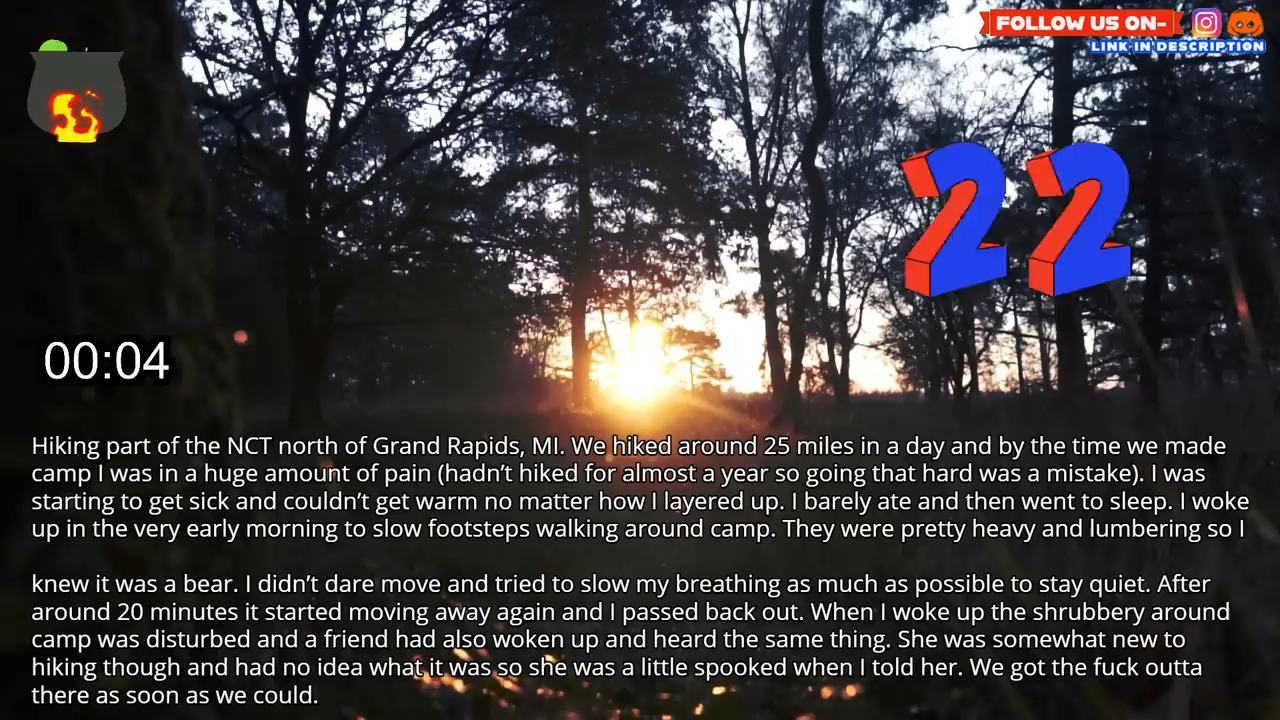 FOLLOW US ON-
LINK IN DESCRIPTION
22
00:04
Hiking part of the NCT north of Grand Rapids, MI. We hiked around 25 miles in a day and by the time we made
camp I was in a huge amount of pain (hadn’t hiked for almost a year so going that hard was a mistake). I was
starting to get sick and couldn’t get warm no matter how I layered up. I barely ate and then went to sleep. I woke
up in the very early morning to slow footsteps walking around camp. They were pretty heavy and lumbering so I
knew it was a bear. I didn’t dare move and tried to slow my breathing as much as possible to stay quiet. After
around 20 minutes it started moving away again and I passed back out. When I woke up the shrubbery around
camp was disturbed and a friend had also woken up and heard the same thing. She was somewhat new to
hiking though and had no idea what it was so she was a little spooked when I told her. We got the fuck outta
there as soon as we could.